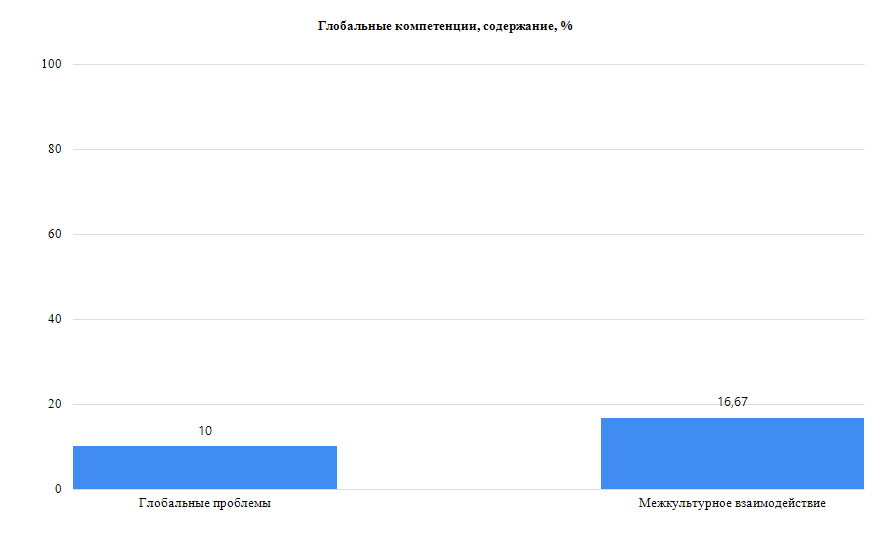 Глобальные компетенции, содержание, %
100
80
60
40
20
0
10
16,67
Глобальные проблемы
Межкультурное взаимодействие